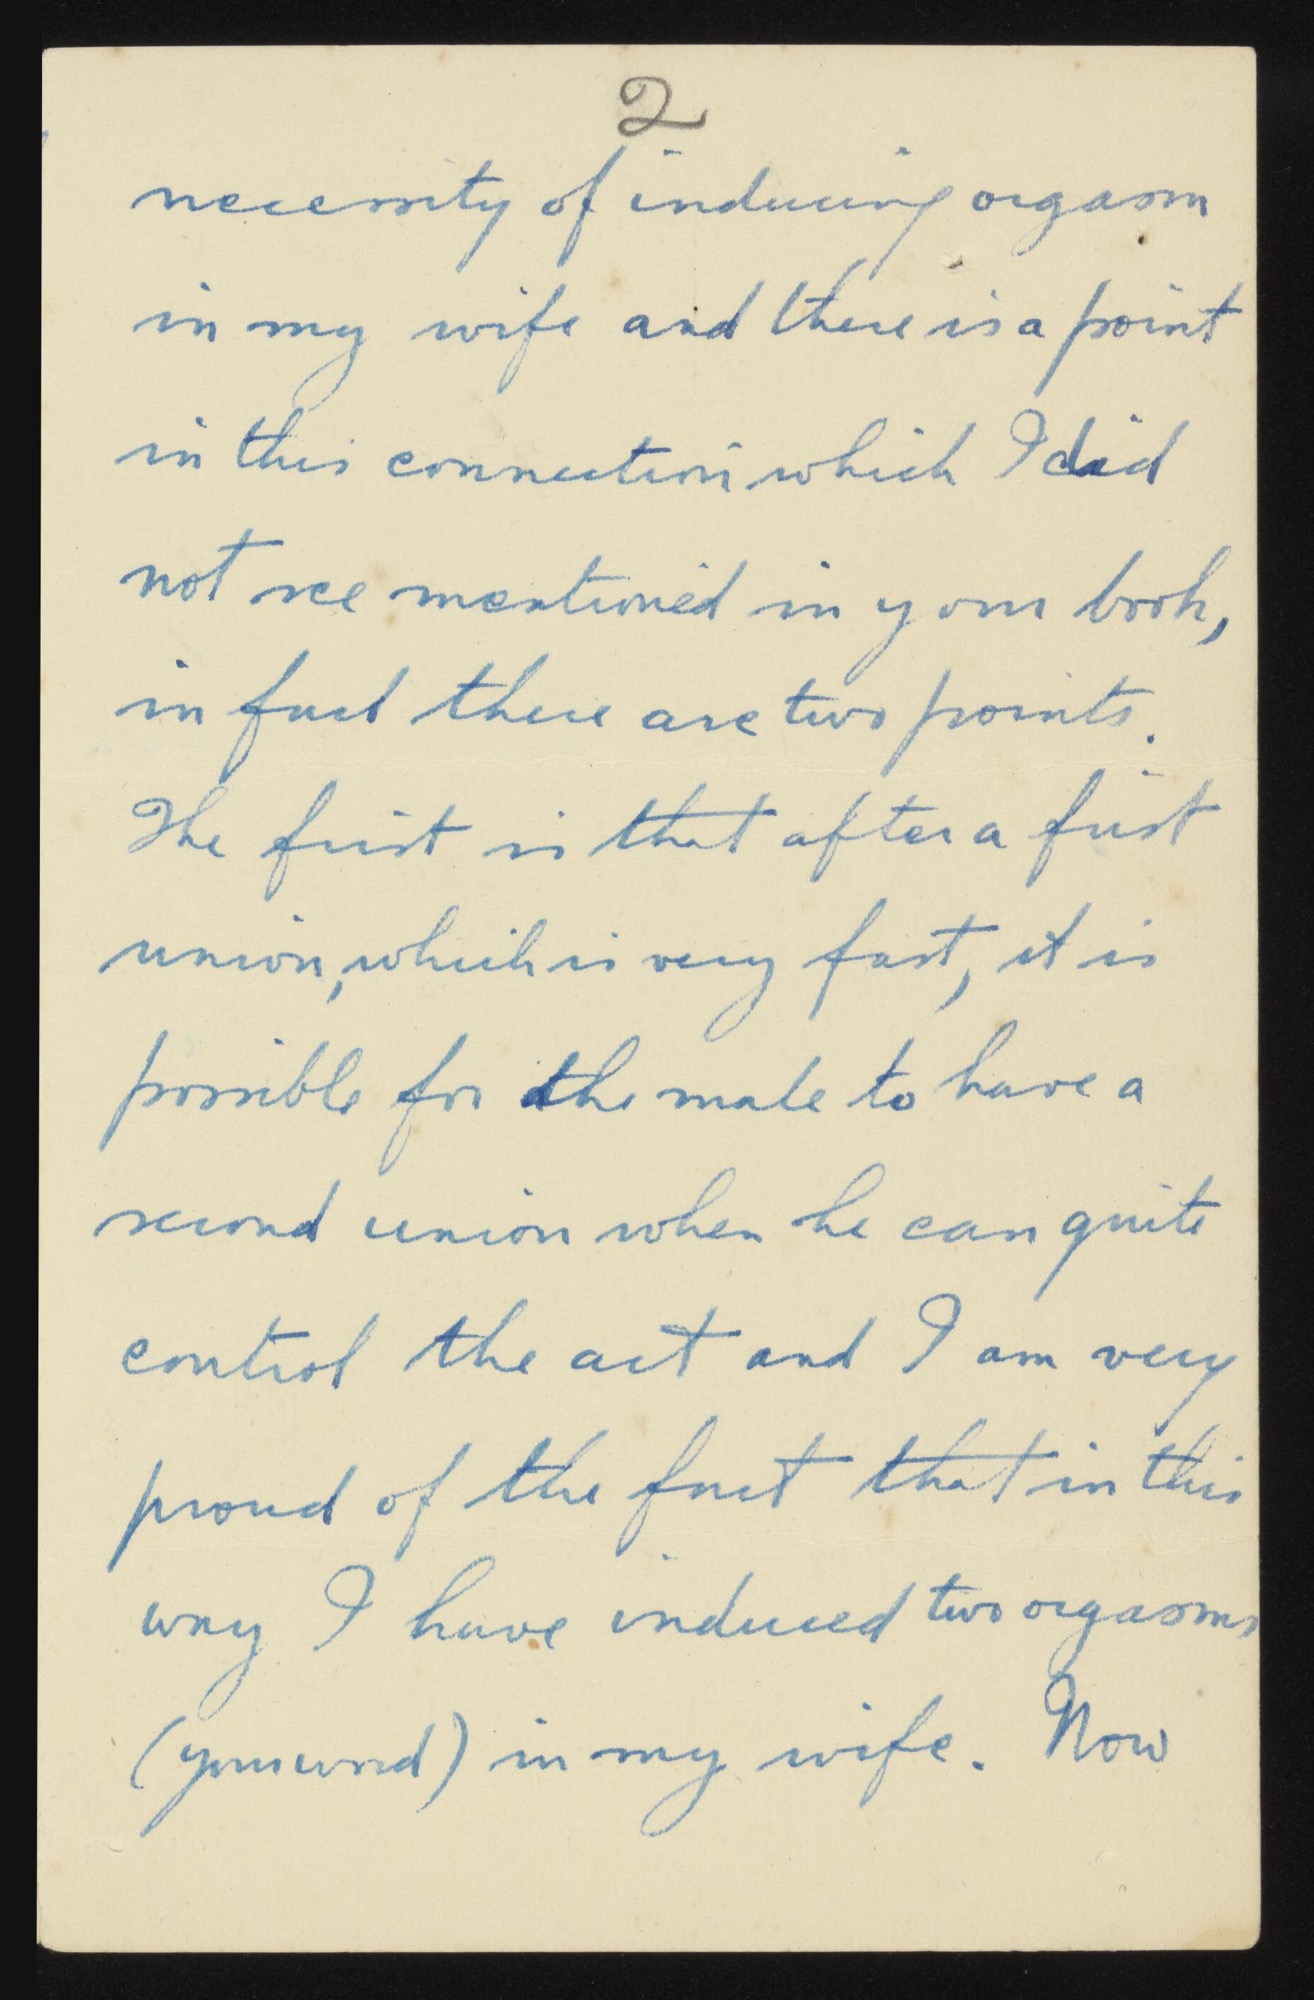 2
necessity of inducing orgasm
in my wife and there is a point
in this connection which I did
not see mentioned in your book,
in fact there are two points.
The first is that after a first
union, which is very fast, it is
possible for the male to have a
second union when he can quite
control the act and I am very
proud of the fact that in this
way I have induced two orgasms
(your word) in my wife. Now